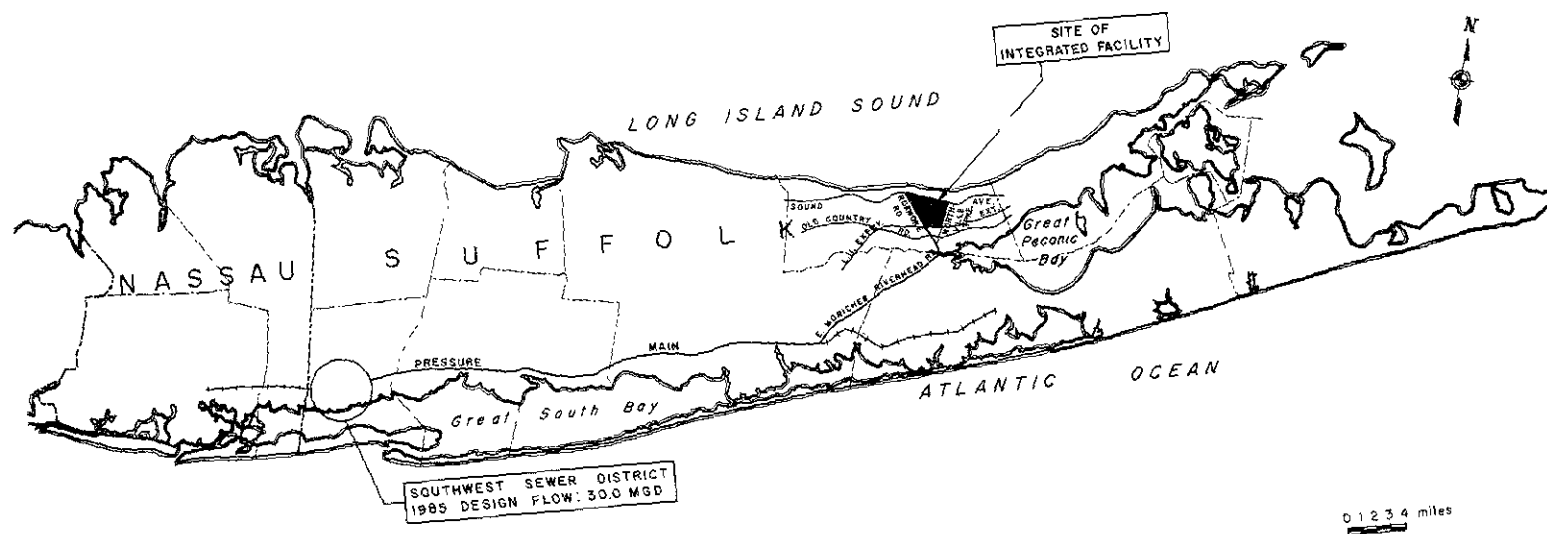 SITE OF
INTEGRATED FACILITY
N
LONG ISLAND SOUND
NASSAU
SUFFOLK
SOUND
AVE.
EXT.
OLD COUNTRY RD
Great
Peconic
Bay
E. MORICHES RIVERHEAD RD
PRESSURE MAIN
Great South Bay
ATLANTIC OCEAN
SOUTHWEST SEWER DISTRICT
1985 DESIGN FLOW: 30.0 MGD
0 1 2 3 4 miles